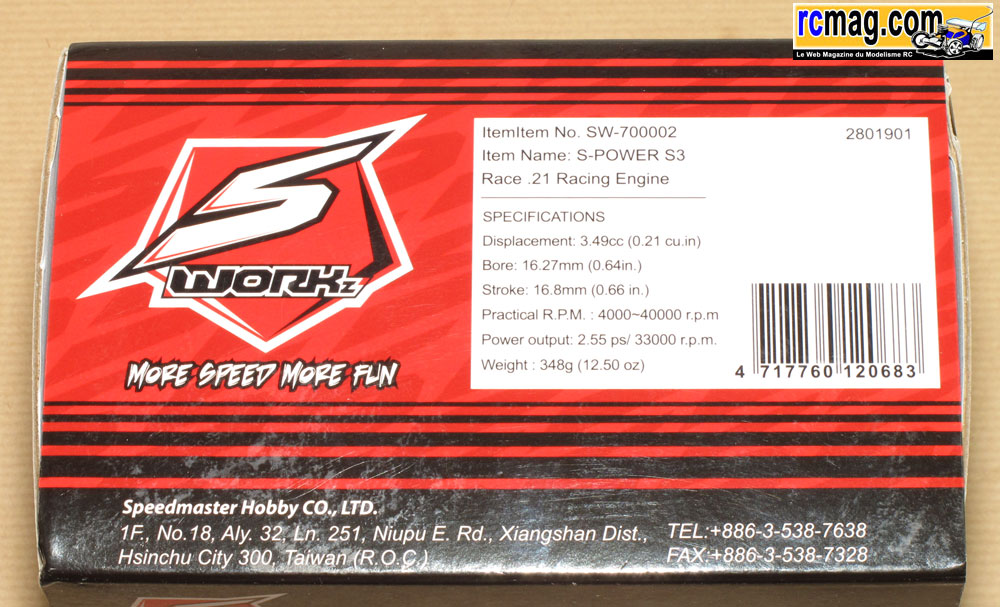 rcmag.com
Le Web Magazine du Modelisme RC
S
WORKz
MORE SPEED MORE FUN
ItemItem No. SW-700002
2801901
Item Name: S-POWER S3
Race .21 Racing Engine
SPECIFICATIONS
Displacement: 3.49cc (0.21 cu.in)
Bore: 16.27mm (0.64in.)
Stroke: 16.8mm (0.66 in.)
Practical R.P.M. : 4000~40000 r.p.m
Power output: 2.55 ps/ 33000 r.p.m.
Weight : 348g (12.50 oz)
4 717760 120683
Speedmaster Hobby CO., LTD.
1F., No.18, Aly. 32, Ln. 251, Niupu E. Rd., Xiangshan Dist.,
Hsinchu City 300, Taiwan (R.O.C.)
TEL:+886-3-538-7638
FAX:+886-3-538-7328